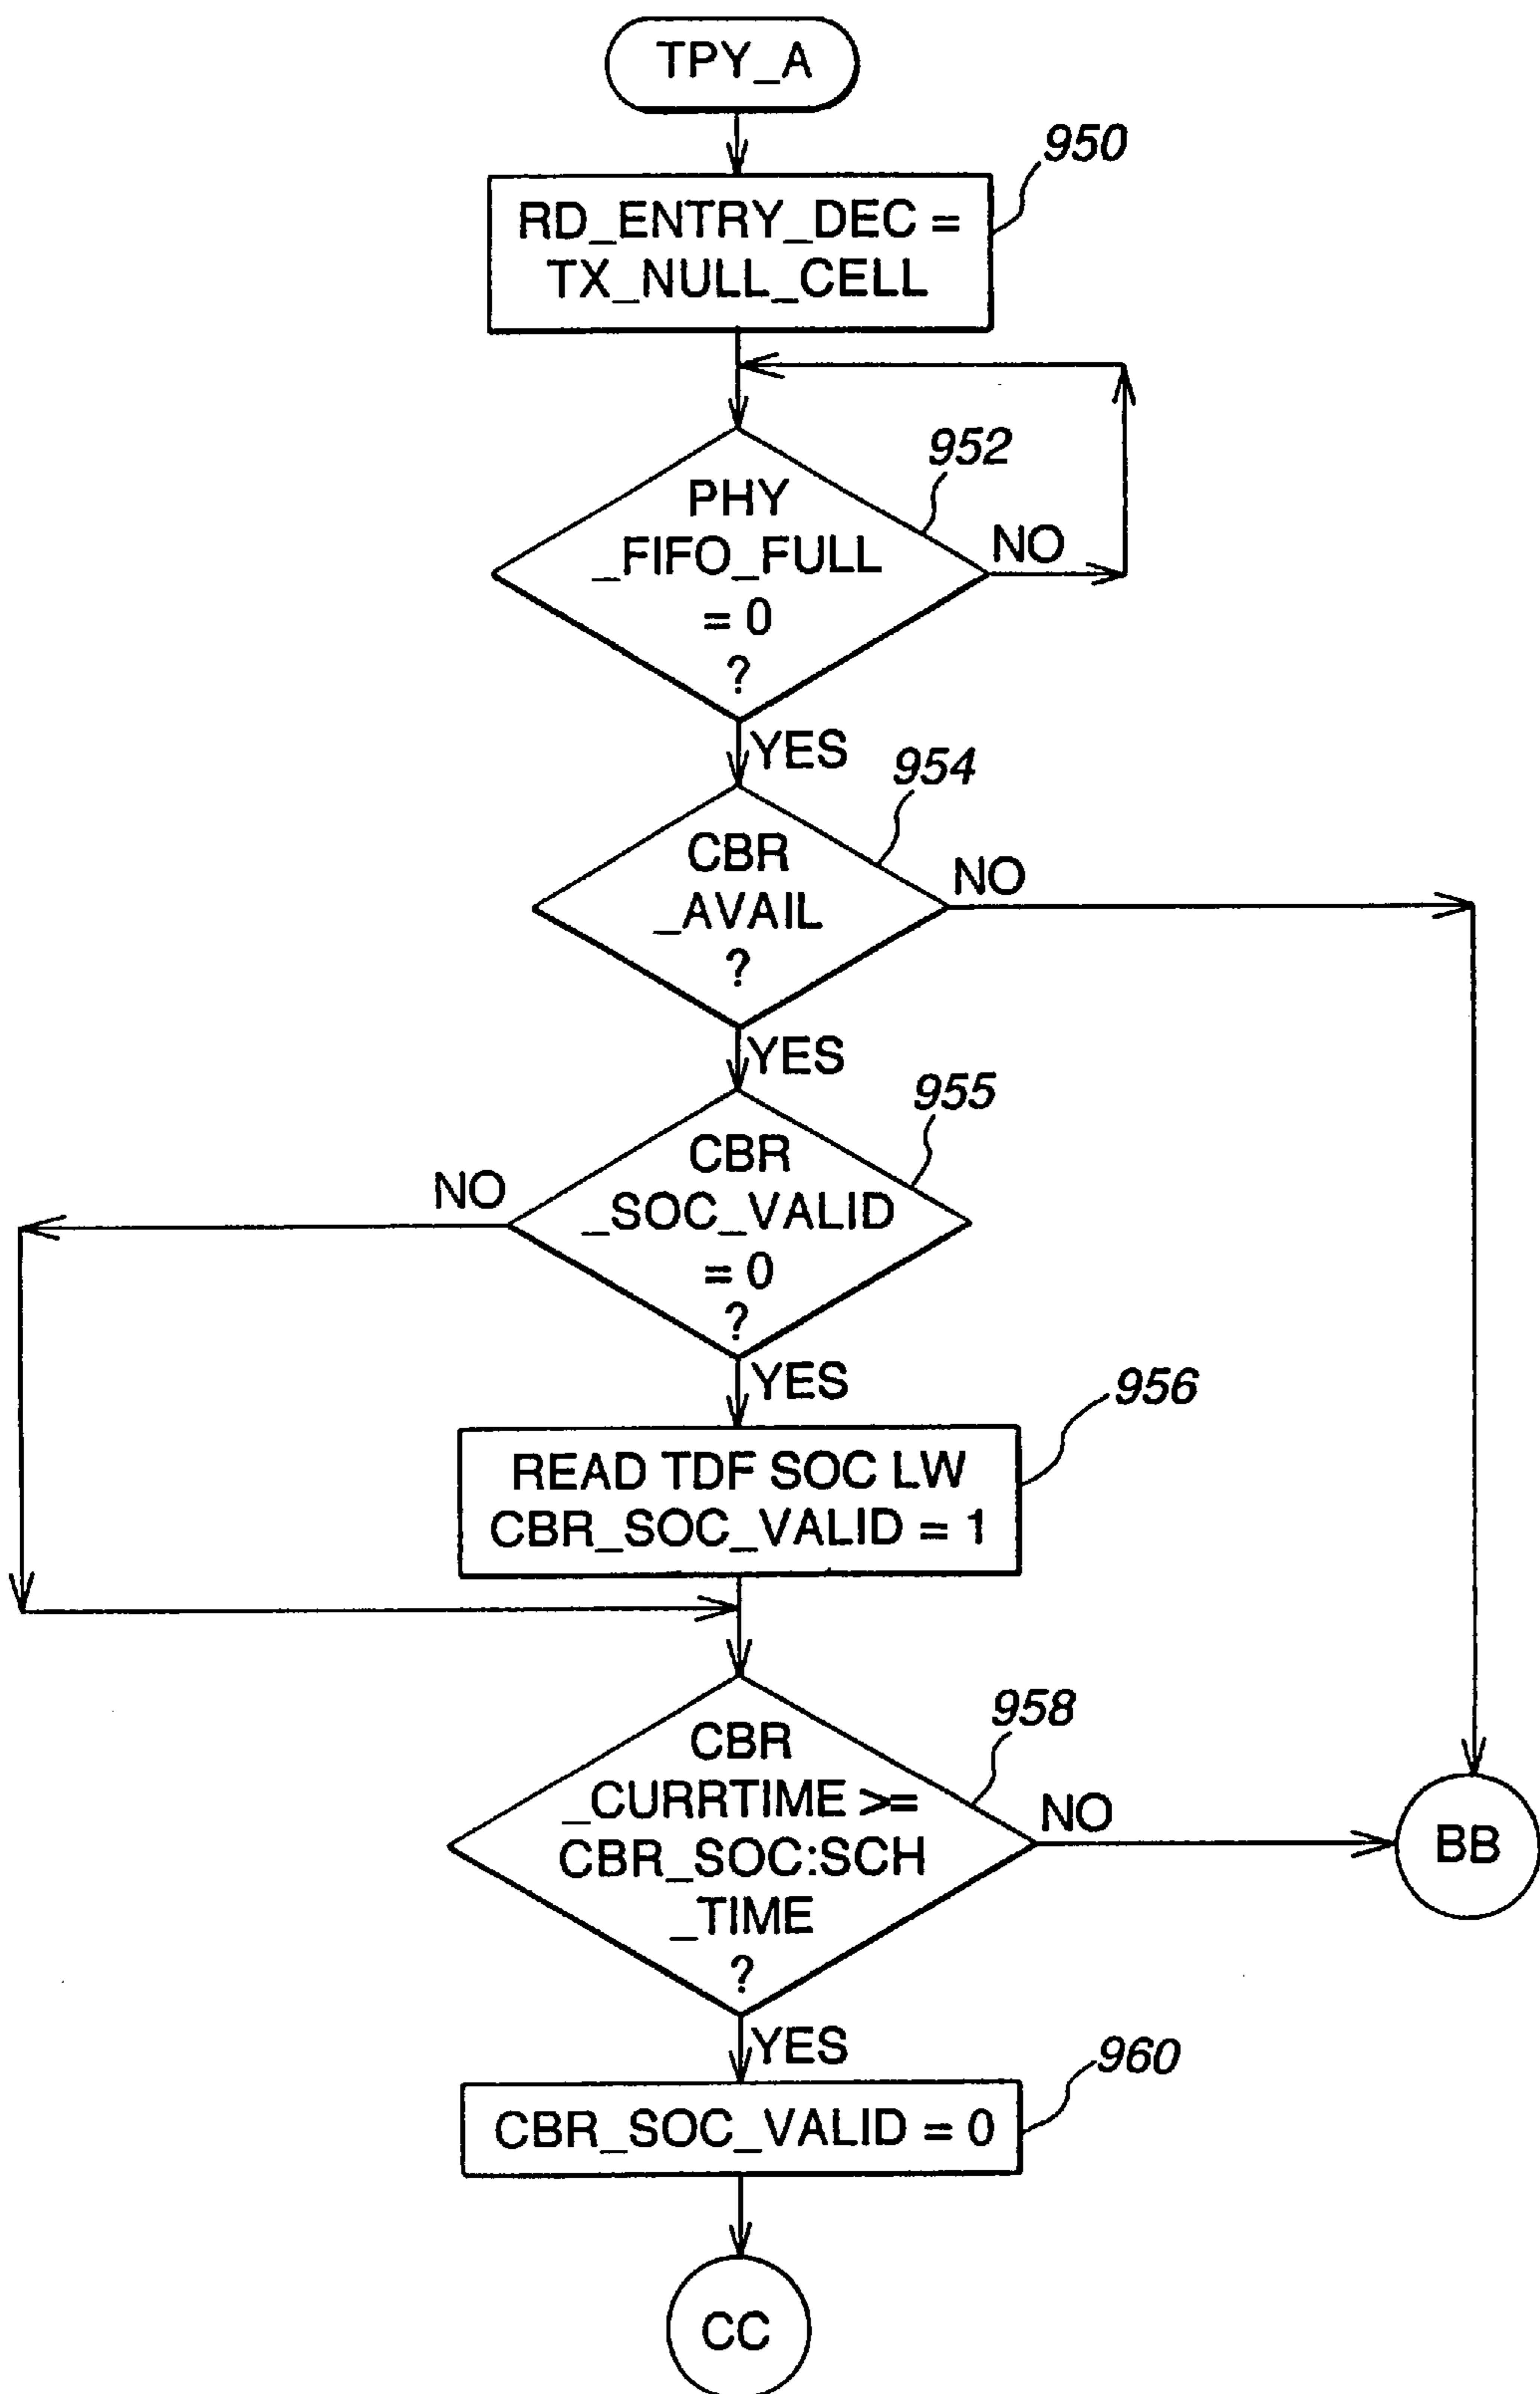 TPY_A
950
RD_ENTRY_DEC =
TX_NULL_CELL
952
PHY
_FIFO_FULL
= 0
?
NO
YES
954
CBR
_AVAIL
?
NO
YES
955
CBR
_SOC_VALID
= 0
?
NO
YES
956
READ TDF SOC LW
CBR_SOC_VALID = 1
958
CBR
_CURRTIME >=
CBR_SOC:SCH
_TIME
?
NO
BB
YES
960
CBR_SOC_VALID = 0
CC